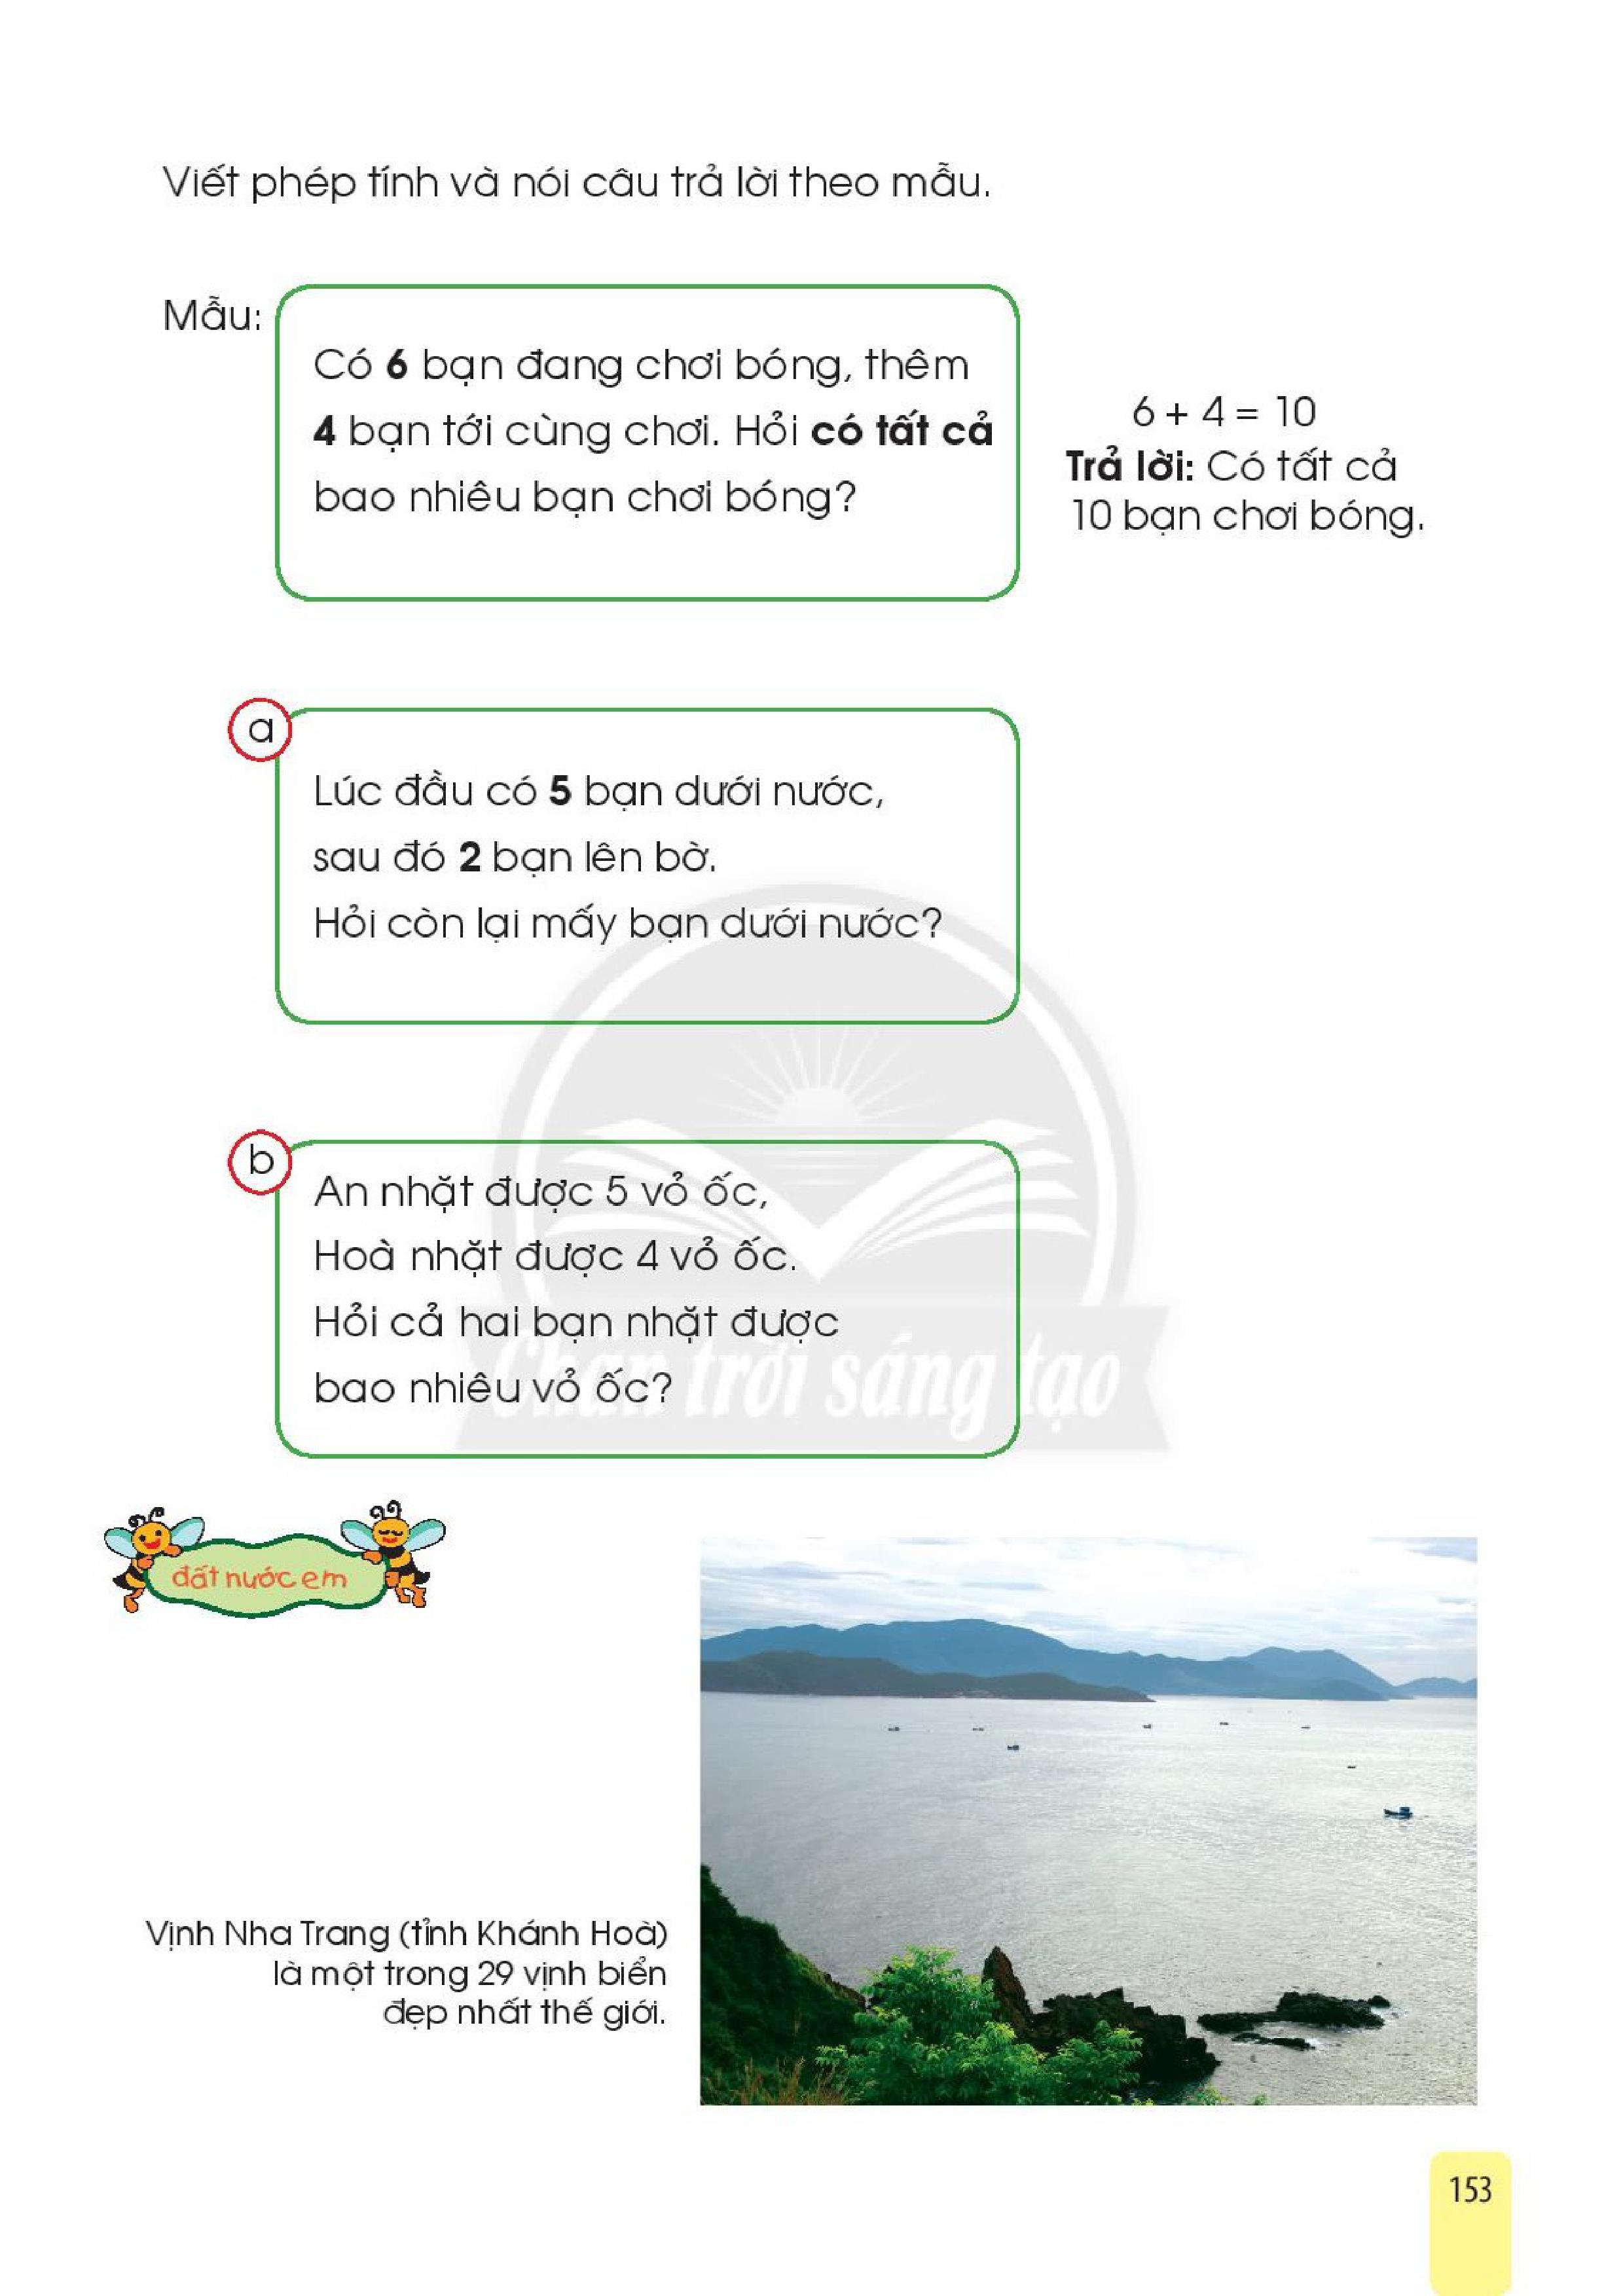 Viết phép tính và nói câu trả lời theo mẫu.
Mẫu:
Có 6 bạn đang chơi bóng, thêm
4 bạn tới cùng chơi. Hỏi có tất cả
bao nhiêu bạn chơi bóng?
6 + 4 = 10
Trả lời: Có tất cả
10 bạn chơi bóng.
a
Lúc đầu có 5 bạn dưới nước,
sau đó 2 bạn lên bờ.
Hỏi còn lại mấy bạn dưới nước?
b
An nhặt được 5 vỏ ốc,
Hoà nhặt được 4 vỏ ốc.
Hỏi cả hai bạn nhặt được
bao nhiêu vỏ ốc?
Chân trời sáng tạo
đất nước em
Vịnh Nha Trang (tỉnh Khánh Hoà)
là một trong 29 vịnh biển
đẹp nhất thế giới.
153